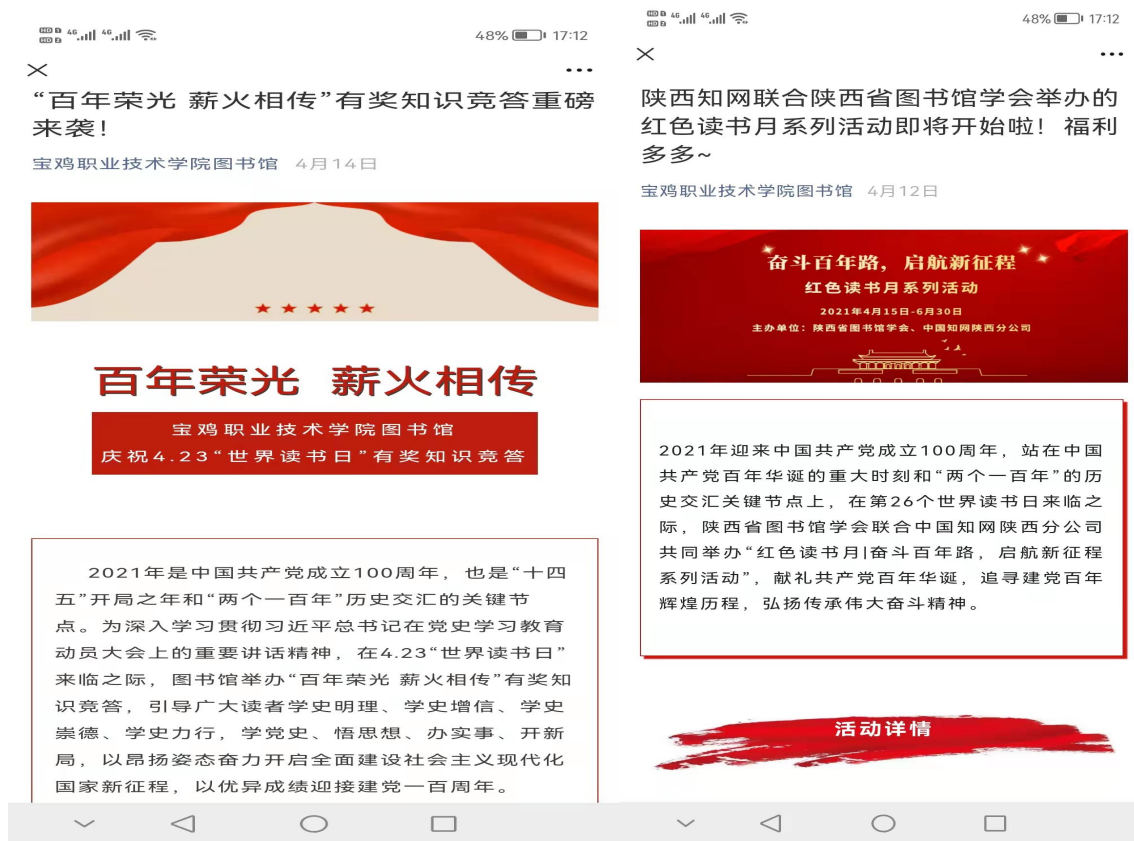 48% 17:12
“百年荣光 薪火相传”有奖知识竞答重磅
来袭！
宝鸡职业技术学院图书馆 4月14日
百年荣光 薪火相传
宝鸡职业技术学院图书馆
庆祝4.23“世界读书日”有奖知识竞答
2021年是中国共产党成立100周年，也是“十四
五”开局之年和“两个一百年”历史交汇的关键节
点。为深入学习贯彻习近平总书记在党史学习教育
动员大会上的重要讲话精神，在4.23“世界读书日”
来临之际，图书馆举办“百年荣光 薪火相传”有奖知
识竞答，引导广大读者学史明理、学史增信、学史
崇德、学史力行，学党史、悟思想、办实事、开新
局，以昂扬姿态奋力开启全面建设社会主义现代化
国家新征程，以优异成绩迎接建党一百周年。
48% 17:12
陕西知网联合陕西省图书馆学会举办的
红色读书月系列活动即将开始啦！福利
多多~
宝鸡职业技术学院图书馆 4月12日
奋斗百年路，启航新征程
红色读书月系列活动
2021年4月15日-6月30日
主办单位：陕西省图书馆学会、中国知网陕西分公司
2021年迎来中国共产党成立100周年，站在中国
共产党百年华诞的重大时刻和“两个一百年”的历
史交汇关键节点上，在第26个世界读书日来临之
际，陕西省图书馆学会联合中国知网陕西分公司
共同举办“红色读书月|奋斗百年路，启航新征程
系列活动”，献礼共产党百年华诞，追寻建党百年
辉煌历程，弘扬传承伟大奋斗精神。
活动详情